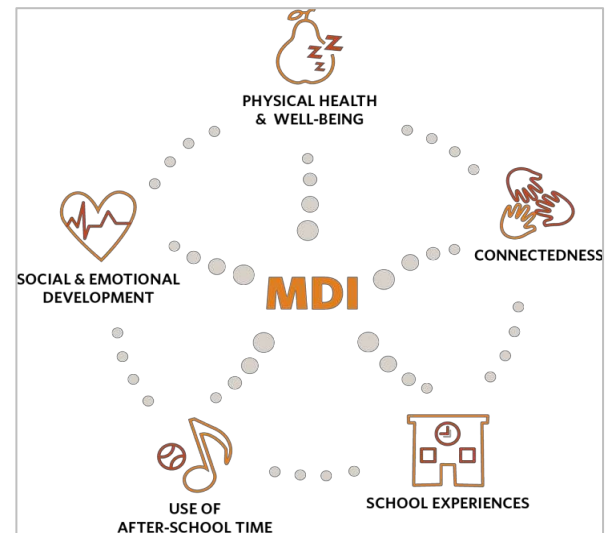 Z
Z
Z
PHYSICAL HEALTH
& WELL-BEING
CONNECTEDNESS
SOCIAL & EMOTIONAL
DEVELOPMENT
MDI
USE OF
AFTER-SCHOOL TIME
SCHOOL EXPERIENCES